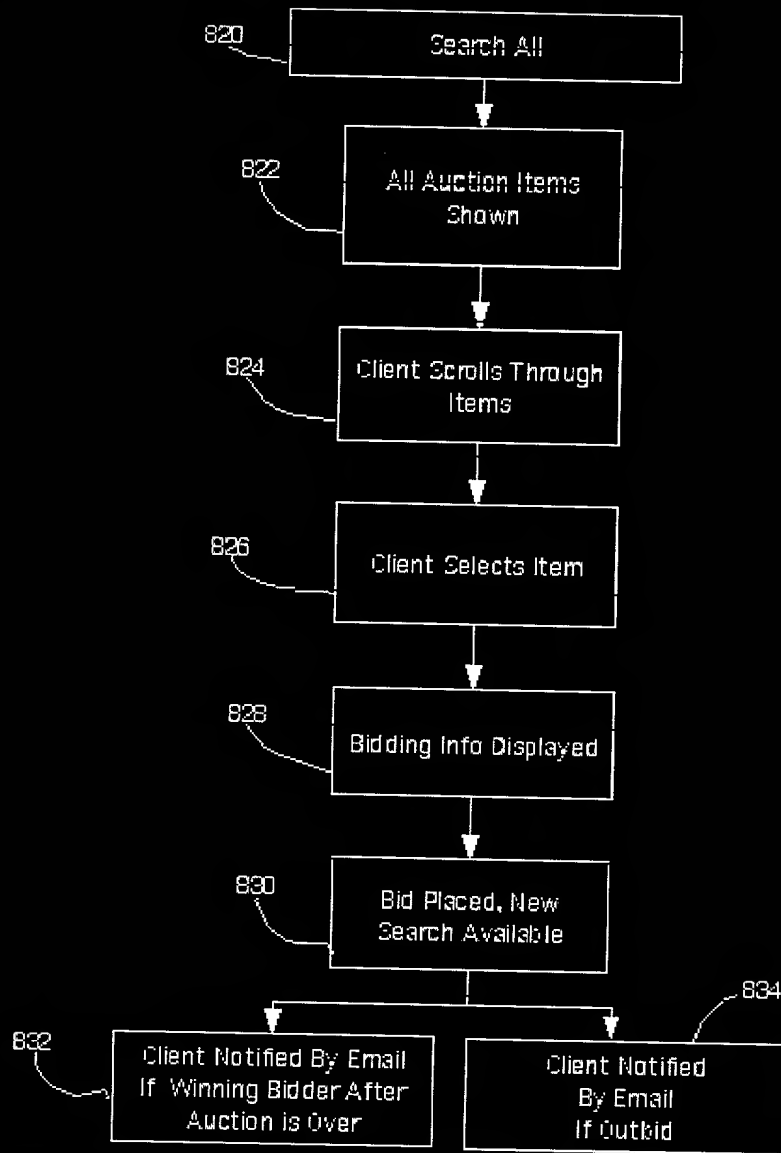 820
Search All
822
All Auction Items
Shown
824
Client Scrolls Through
Items
826
Client Selects Item
828
Bidding Info Displayed
830
Bid Placed, New
Search Available
832
Client Notified By Email
If Winning Bidder After
Auction is Over
834
Client Notified
By Email
If Outbid